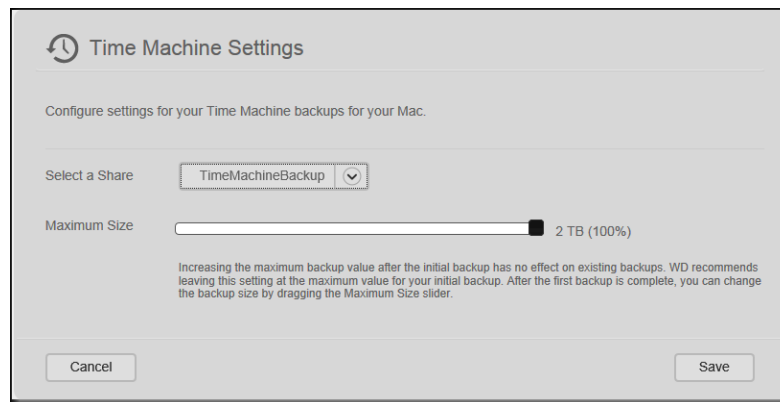 Time Machine Settings
Configure settings for your Time Machine backups for your Mac.
Select a Share TimeMachineBackup
Maximum Size 2 TB (100%)
Increasing the maximum backup value after the initial backup has no effect on existing backups. WD recommends
leaving this setting at the maximum value for your initial backup. After the first backup is complete, you can change
the backup size by dragging the Maximum Size slider.
Cancel Save